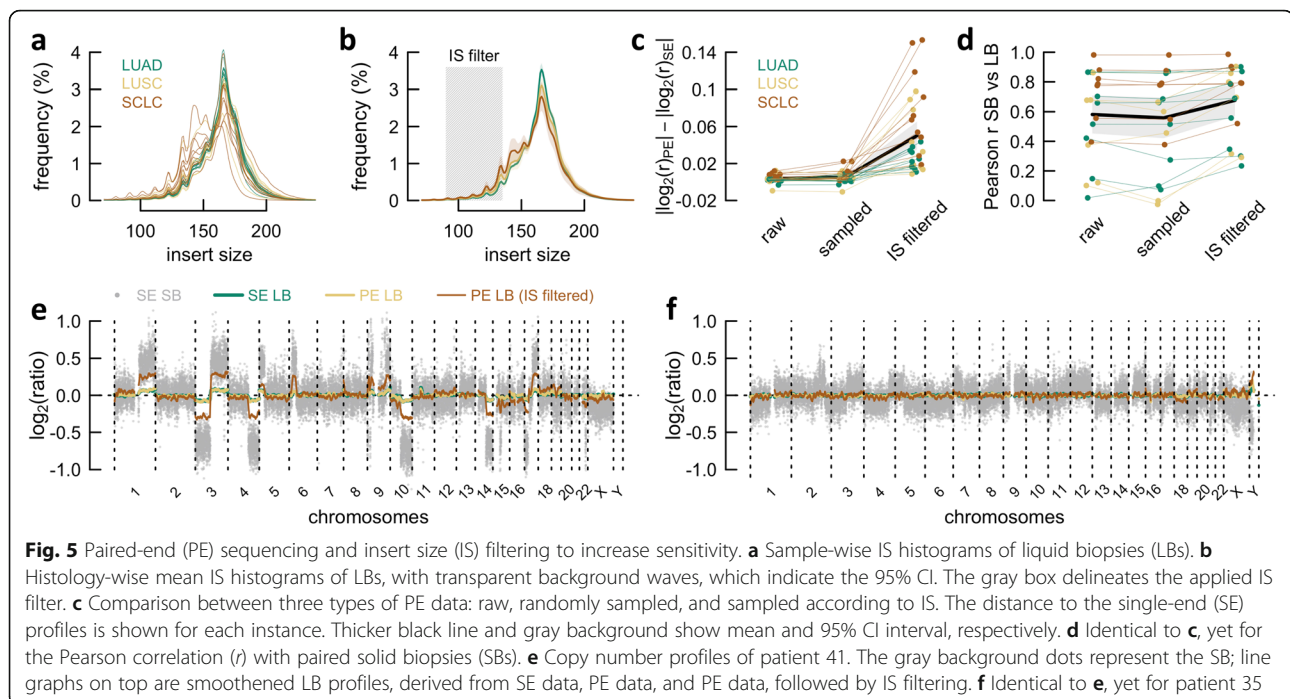 a
LUAD
LUSC
SCLC
frequency (%)
4
3
2
1
0
100
150
200
insert size
b
IS filter
frequency (%)
4
3
2
1
0
100
150
200
insert size
c
LUAD
LUSC
SCLC
|log2(r)PE| − |log2(r)SE|
0.14
0.10
0.06
0.02
-0.02
raw
sampled
IS filtered
d
Pearson r SB vs LB
1.0
0.8
0.6
0.4
0.2
0.0
raw
sampled
IS filtered
SE SB
SE LB
PE LB
PE LB (IS filtered)
e
log2(ratio)
1.0
0.5
0.0
-0.5
-1.0
1 2 3 4 5 6 7 8 9 10 11 12 13 14 15 16 18 20 22 X Y
chromosomes
f
log2(ratio)
1.0
0.5
0.0
-0.5
-1.0
1 2 3 4 5 6 7 8 9 10 11 12 13 14 15 16 18 20 22 X Y
chromosomes
Fig. 5 Paired-end (PE) sequencing and insert size (IS) filtering to increase sensitivity. a Sample-wise IS histograms of liquid biopsies (LBs). b
Histology-wise mean IS histograms of LBs, with transparent background waves, which indicate the 95% CI. The gray box delineates the applied IS
filter. c Comparison between three types of PE data: raw, randomly sampled, and sampled according to IS. The distance to the single-end (SE)
profiles is shown for each instance. Thicker black line and gray background show mean and 95% CI interval, respectively. d Identical to c, yet for
the Pearson correlation (r) with paired solid biopsies (SBs). e Copy number profiles of patient 41. The gray background dots represent the SB; line
graphs on top are smoothened LB profiles, derived from SE data, PE data, and PE data, followed by IS filtering. f Identical to e, yet for patient 35